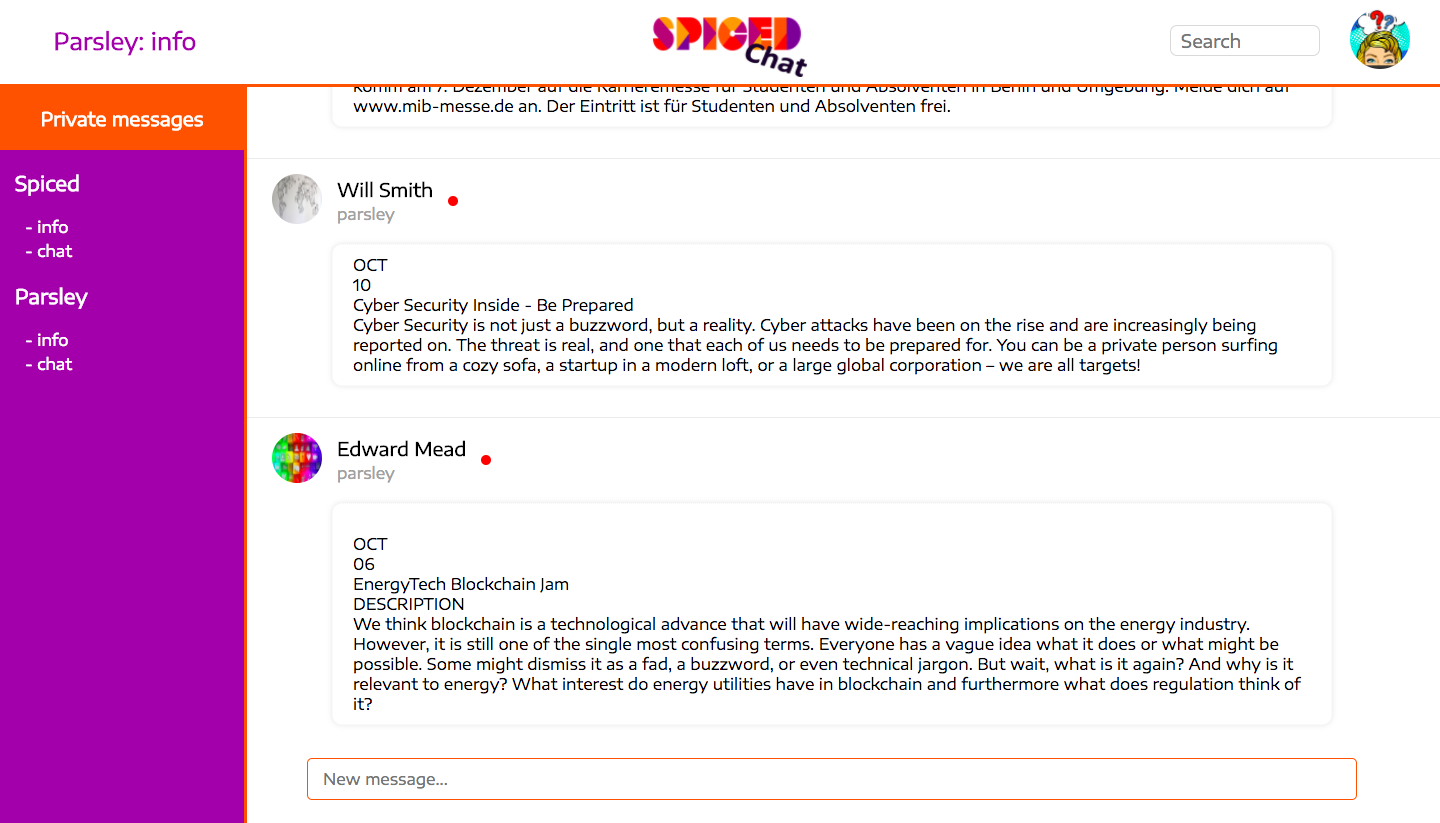 Parsley: info
SPICED
Chat
Search
??
Private messages
Spiced
- info
- chat
Parsley
- info
- chat
komm am 7. Dezember auf die Karrieremesse für Studenten und Absolventen in Berlin und Umgebung. Melde dich auf
www.mib-messe.de an. Der Eintritt ist für Studenten und Absolventen frei.
Will Smith
parsley
OCT
10
Cyber Security Inside - Be Prepared
Cyber Security is not just a buzzword, but a reality. Cyber attacks have been on the rise and are increasingly being
reported on. The threat is real, and one that each of us needs to be prepared for. You can be a private person surfing
online from a cozy sofa, a startup in a modern loft, or a large global corporation – we are all targets!
Edward Mead
parsley
OCT
06
EnergyTech Blockchain Jam
DESCRIPTION
We think blockchain is a technological advance that will have wide-reaching implications on the energy industry.
However, it is still one of the single most confusing terms. Everyone has a vague idea what it does or what might be
possible. Some might dismiss it as a fad, a buzzword, or even technical jargon. But wait, what is it again? And why is it
relevant to energy? What interest do energy utilities have in blockchain and furthermore what does regulation think of
it?
New message...